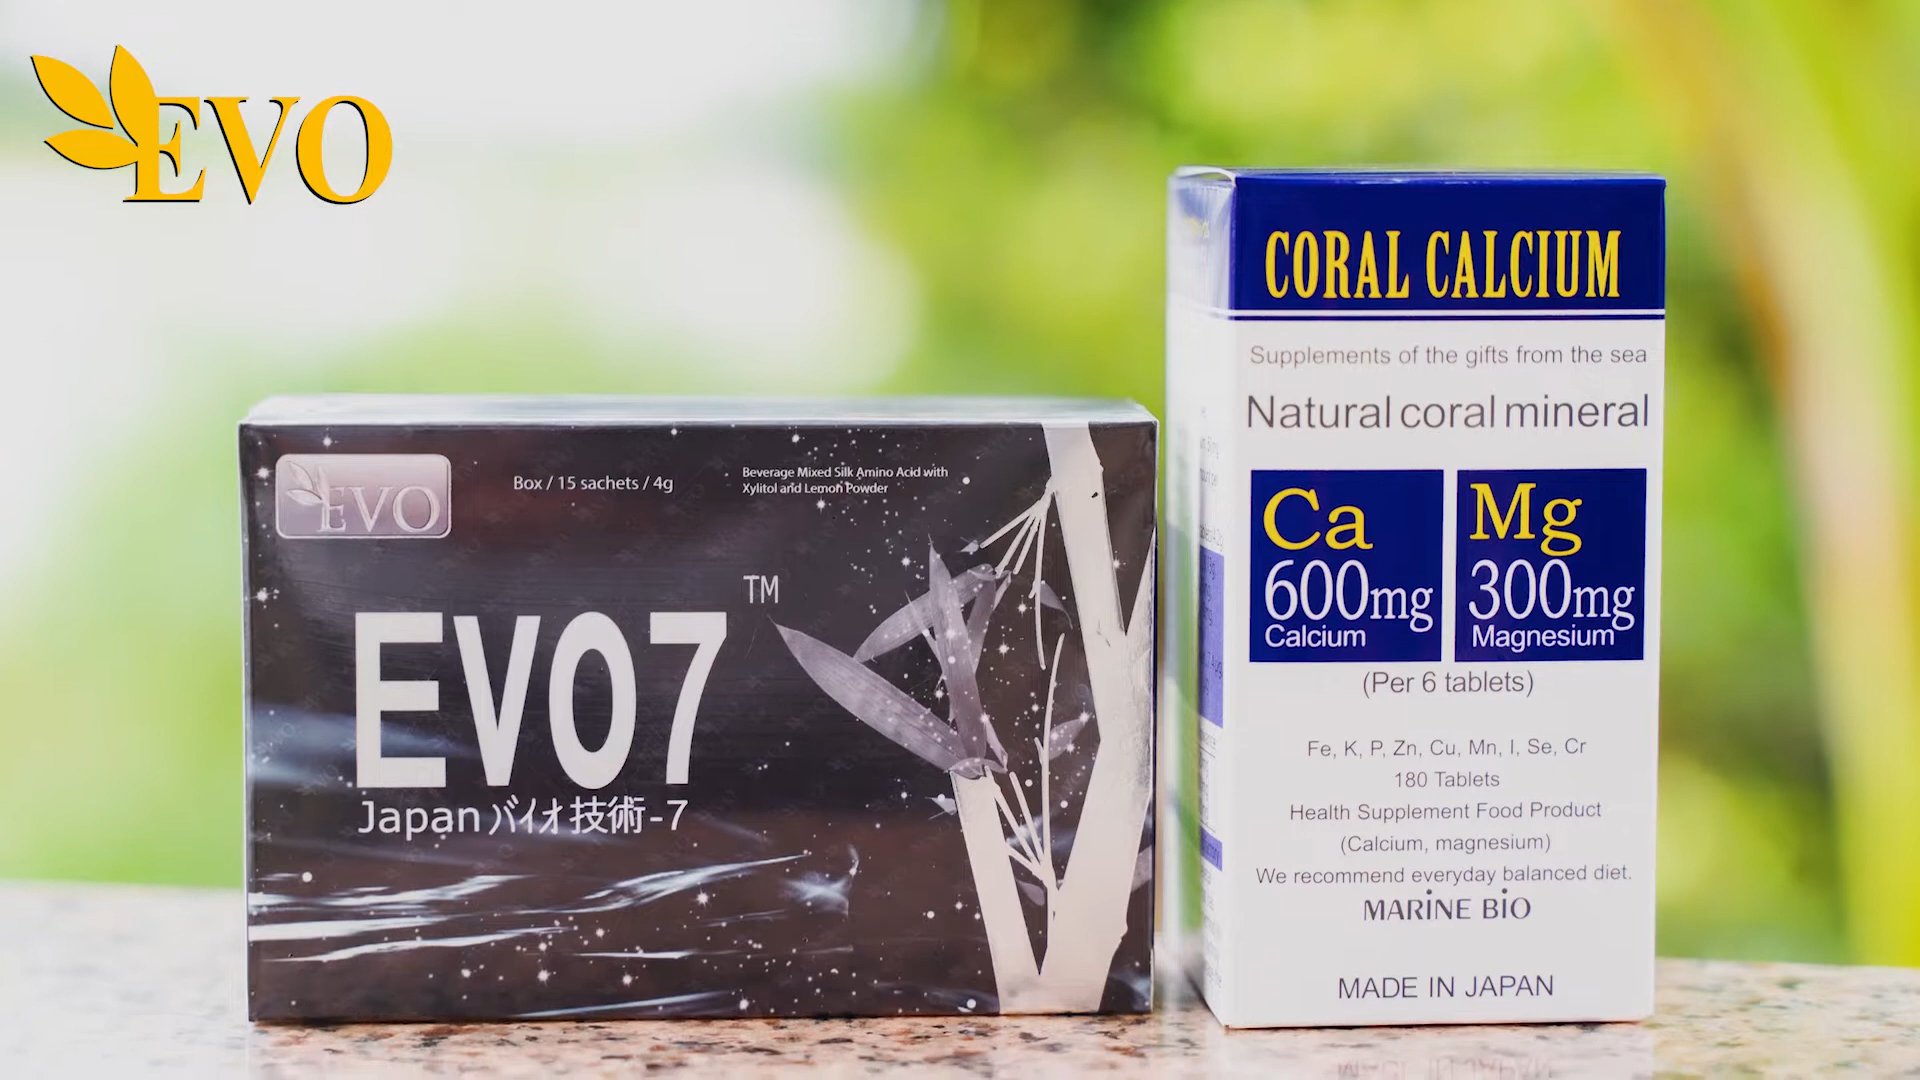 EVO
EVO
Box / 15 sachets / 4g
Beverage Mixed Silk Amino Acid with
Xylitol and Lemon Powder
EVO7 TM
Japanバイオ技術-7
CORAL CALCIUM
Supplements of the gifts from the sea
Natural coral mineral
Ca
600mg
Calcium
Mg
300mg
Magnesium
(Per 6 tablets)
Fe, K, P, Zn, Cu, Mn, I, Se, Cr
180 Tablets
Health Supplement Food Product
(Calcium, magnesium)
We recommend everyday balanced diet.
MARINE BIO
MADE IN JAPAN